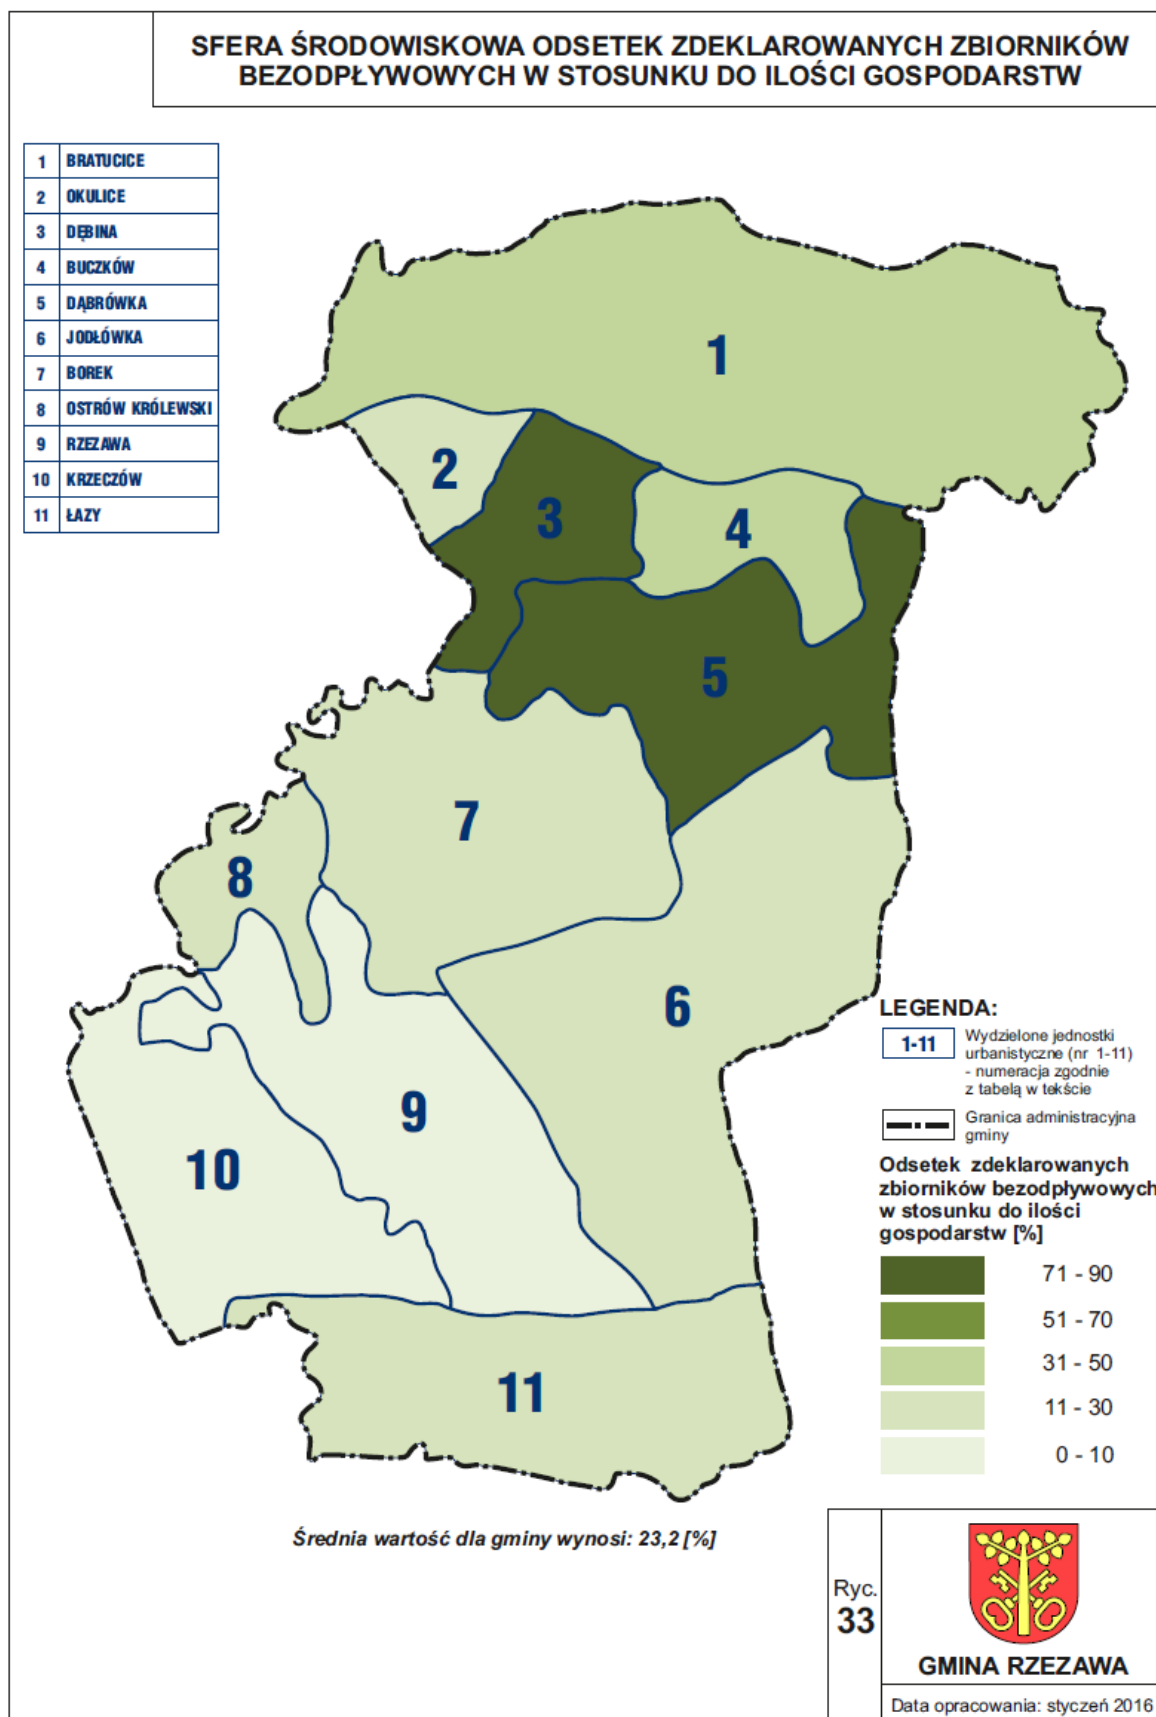 SFERA ŚRODOWISKOWA ODSETEK ZDEKLAROWANYCH ZBIORNIKÓW
BEZODPŁYWOWYCH W STOSUNKU DO ILOŚCI GOSPODARSTW
1 BRATUCICE
2 OKULICE
3 DĘBINA
4 BUCZKÓW
5 DĄBRÓWKA
6 JODŁÓWKA
7 BOREK
8 OSTRÓW KRÓLEWSKI
9 RZEZAWA
10 KRZECZÓW
11 ŁAZY
1
2
3
4
5
7
8
6
9
10
11
LEGENDA:
1-11
Wydzielone jednostki
urbanistyczne (nr 1-11)
- numeracja zgodnie
z tabelą w tekście
Granica administracyjna
gminy
Odsetek zdeklarowanych
zbiorników bezodpływowych
w stosunku do ilości
gospodarstw [%]
71 - 90
51 - 70
31 - 50
11 - 30
0 - 10
Średnia wartość dla gminy wynosi: 23,2 [%]
Ryc.
33
GMINA RZEZAWA
Data opracowania: styczeń 2016